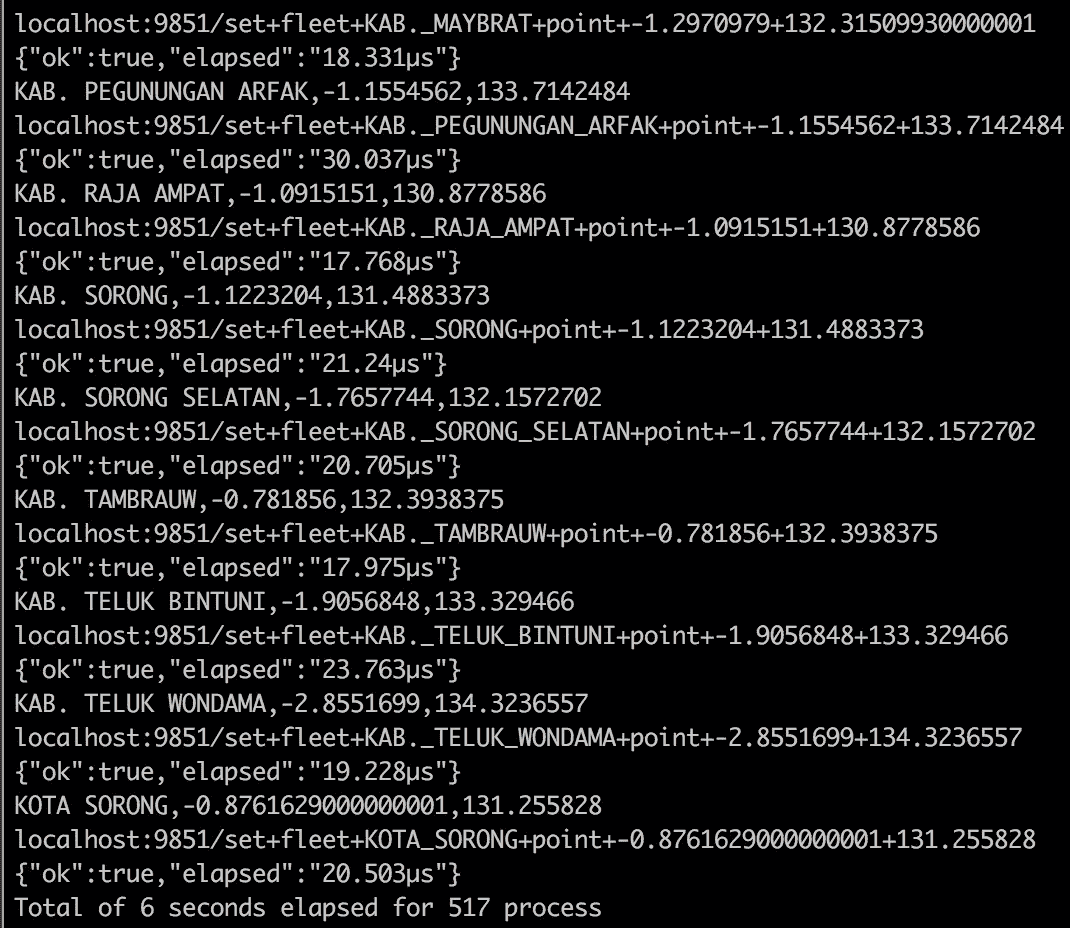 localhost:9851/set+fleet+KAB._MAYBRAT+point+-1.2970979+132.31509930000001
{"ok":true,"elapsed":"18.331µs"}
KAB. PEGUNUNGAN ARFAK,-1.1554562,133.7142484
localhost:9851/set+fleet+KAB._PEGUNUNGAN_ARFAK+point+-1.1554562+133.7142484
{"ok":true,"elapsed":"30.037µs"}
KAB. RAJA AMPAT,-1.0915151,130.8778586
localhost:9851/set+fleet+KAB._RAJA_AMPAT+point+-1.0915151+130.8778586
{"ok":true,"elapsed":"17.768µs"}
KAB. SORONG,-1.1223204,131.4883373
localhost:9851/set+fleet+KAB._SORONG+point+-1.1223204+131.4883373
{"ok":true,"elapsed":"21.24µs"}
KAB. SORONG SELATAN,-1.7657744,132.1572702
localhost:9851/set+fleet+KAB._SORONG_SELATAN+point+-1.7657744+132.1572702
{"ok":true,"elapsed":"20.705µs"}
KAB. TAMBRAUW,-0.781856,132.3938375
localhost:9851/set+fleet+KAB._TAMBRAUW+point+-0.781856+132.3938375
{"ok":true,"elapsed":"17.975µs"}
KAB. TELUK BINTUNI,-1.9056848,133.329466
localhost:9851/set+fleet+KAB._TELUK_BINTUNI+point+-1.9056848+133.329466
{"ok":true,"elapsed":"23.763µs"}
KAB. TELUK WONDAMA,-2.8551699,134.3236557
localhost:9851/set+fleet+KAB._TELUK_WONDAMA+point+-2.8551699+134.3236557
{"ok":true,"elapsed":"19.228µs"}
KOTA SORONG,-0.8761629000000001,131.255828
localhost:9851/set+fleet+KOTA_SORONG+point+-0.8761629000000001+131.255828
{"ok":true,"elapsed":"20.503µs"}
Total of 6 seconds elapsed for 517 process